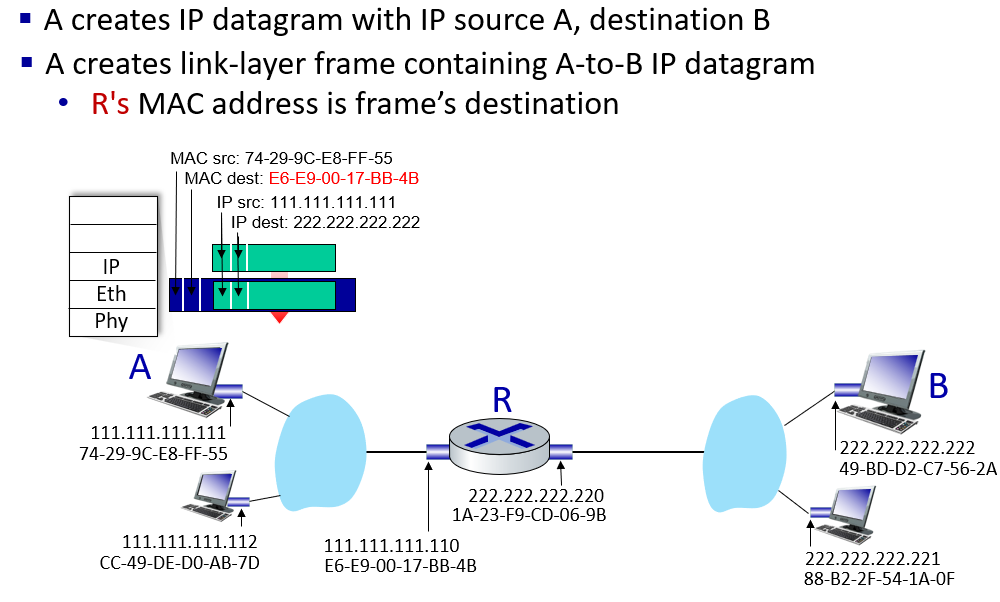 A creates IP datagram with IP source A, destination B
A creates link-layer frame containing A-to-B IP datagram
R's MAC address is frame’s destination
MAC src: 74-29-9C-E8-FF-55
MAC dest: E6-E9-00-17-BB-4B
IP src: 111.111.111.111
IP dest: 222.222.222.222
IP
Eth
Phy
A
R
B
111.111.111.111
74-29-9C-E8-FF-55
222.222.222.222
49-BD-D2-C7-56-2A
222.222.222.220
1A-23-F9-CD-06-9B
111.111.111.112
CC-49-DE-D0-AB-7D
111.111.111.110
E6-E9-00-17-BB-4B
222.222.222.221
88-B2-2F-54-1A-0F